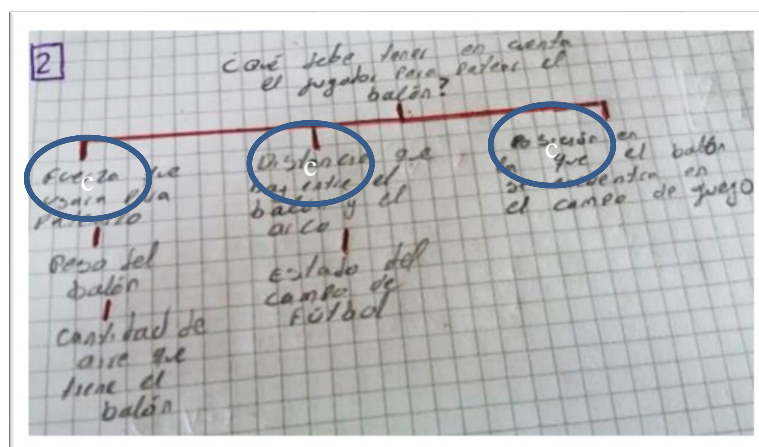 2
¿Qué debe tener en cuenta
el jugador para patear el
balón?
Fuerza que
usara para
patearlo
Peso del
balón
Cantidad de
aire que
tiene el
balón
Distancia que
hay entre el
balón y el
arco
Estado del
campo de
fútbol
Posición en
la que el balón
se encuentra en
el campo de juego
C
C
C